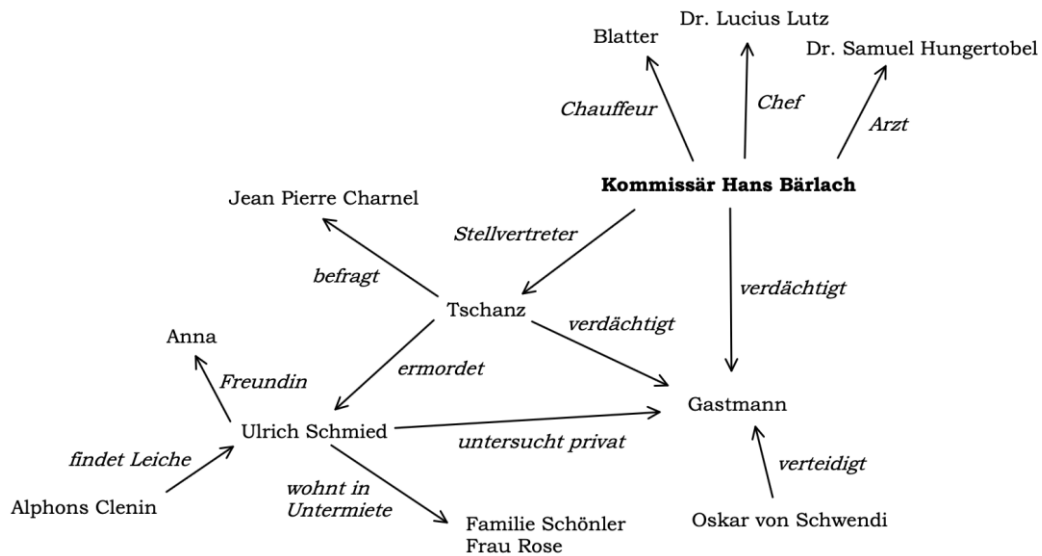 Dr. Lucius Lutz
Blatter
Dr. Samuel Hungertobel
Chauffeur
Chef
Arzt
Kommissär Hans Bärlach
Jean Pierre Charnel
Stellvertreter
befragt
verdächtigt
Tschanz
verdächtigt
Anna
ermordet
Freundin
Gastmann
Ulrich Schmied
untersucht privat
findet Leiche
verteidigt
wohnt in
Untermiete
Alphons Clenin
Familie Schönler
Frau Rose
Oskar von Schwendi